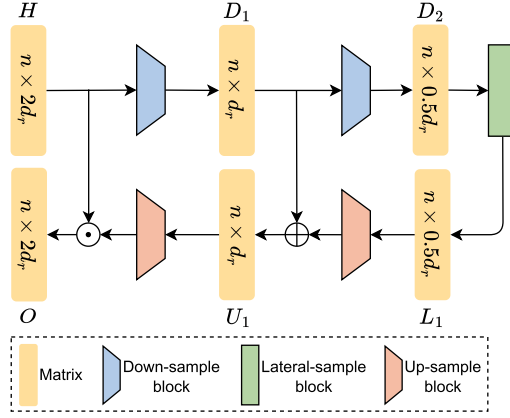 H D₁ D₂
n × 2dᵣ n × dᵣ n × 0.5dᵣ
n × 2dᵣ n × dᵣ n × 0.5dᵣ
O U₁ L₁
Matrix Down-sample block Lateral-sample block Up-sample block